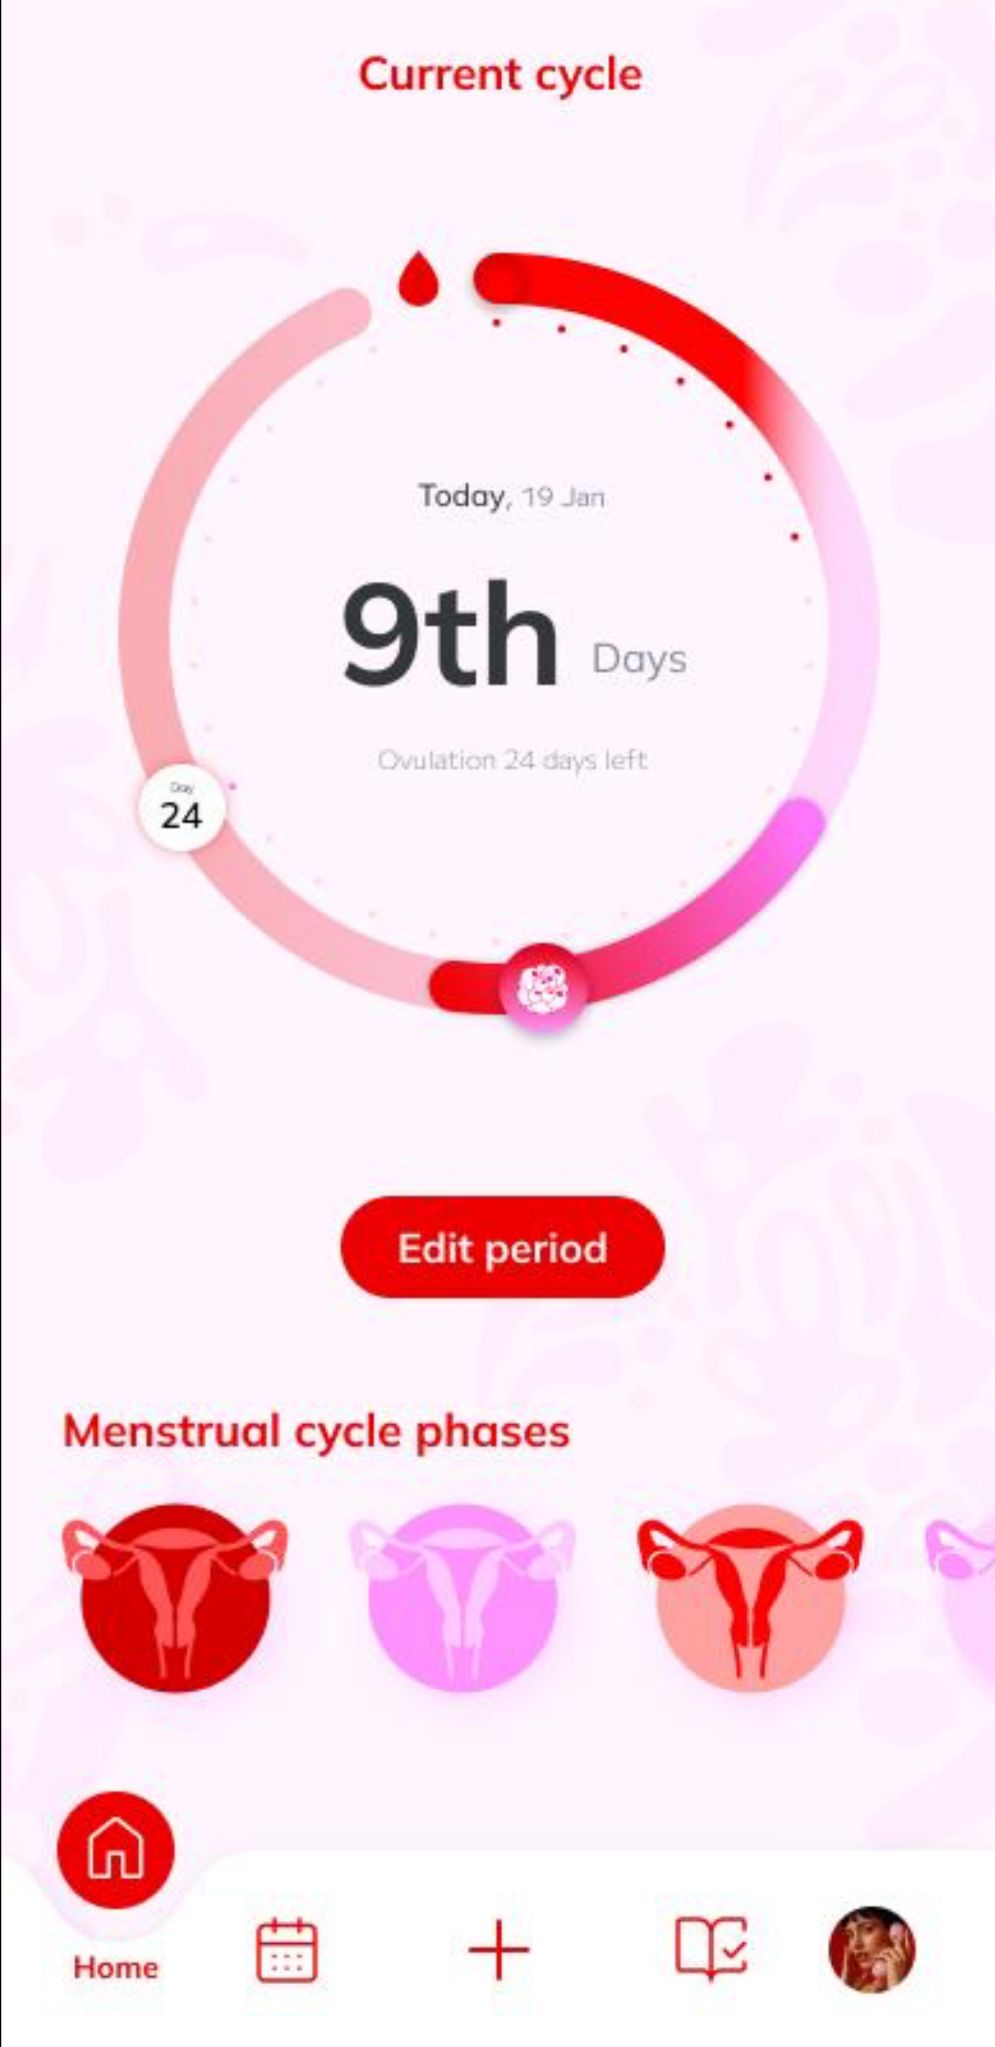 Current cycle
Today, 19 Jan
9th Days
Ovulation 24 days left
Day
24
Edit period
Menstrual cycle phases
Home